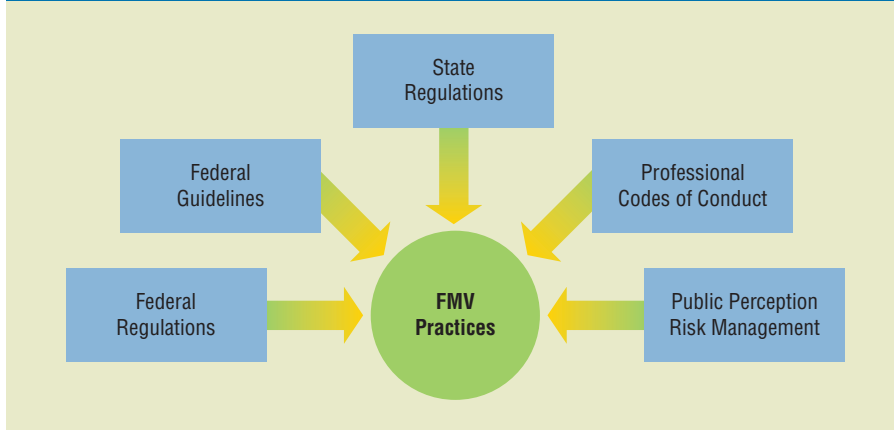 State
Regulations
Federal
Guidelines
Professional
Codes of Conduct
Federal
Regulations
FMV
Practices
Public Perception
Risk Management